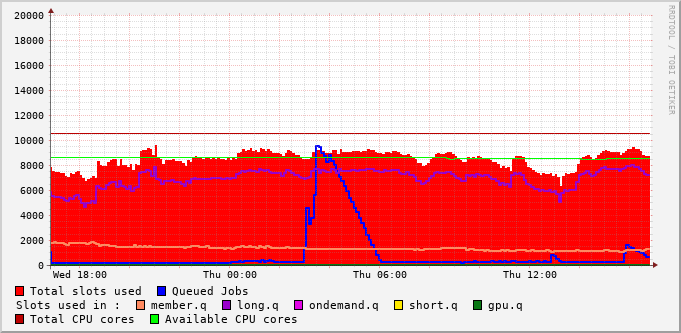 20000
18000
16000
14000
12000
10000
8000
6000
4000
2000
0
Wed 18:00 Thu 00:00 Thu 06:00 Thu 12:00
Total slots used Queued Jobs
Slots used in : member.q long.q ondemand.q short.q gpu.q
Total CPU cores Available CPU cores
RRDTOOL / TOBI OETIKER